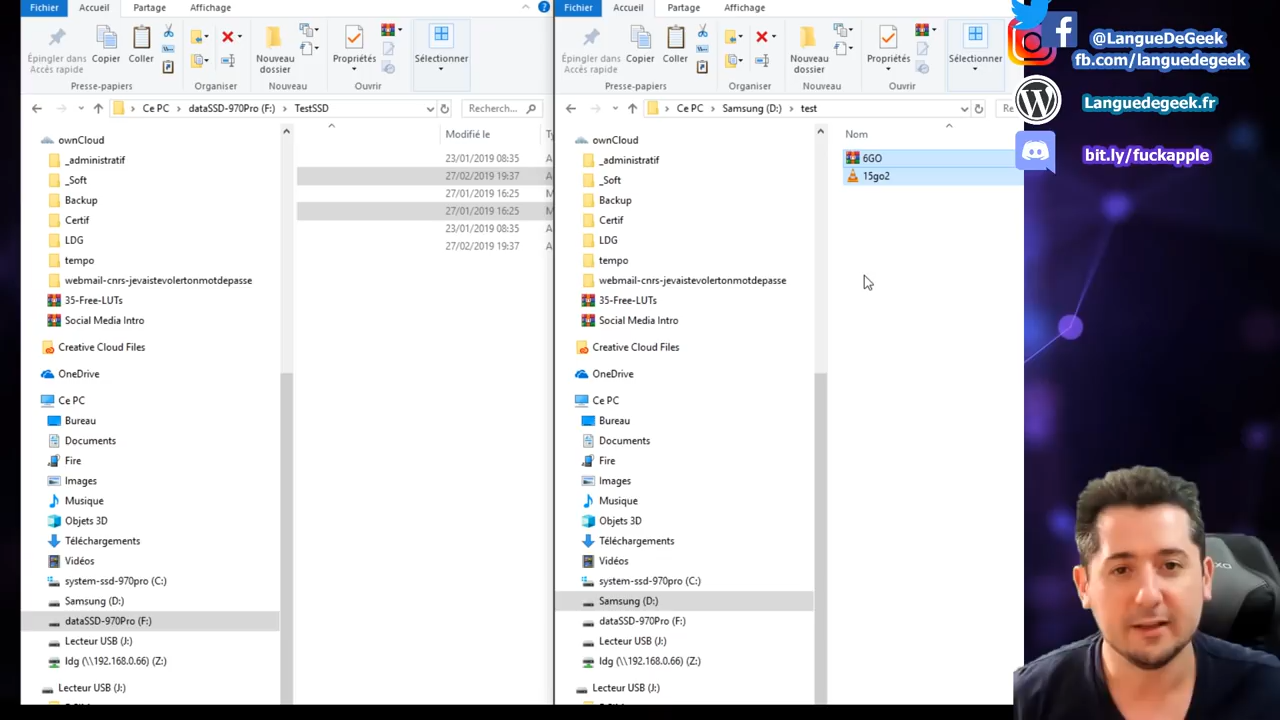 Fichier Accueil Partage Affichage
Épingler dans
Accès rapide
Copier
Coller
Presse-papiers
Organiser
Nouveau
dossier
Nouveau
Propriétés
Ouvrir
Sélectionner
Ce PC > dataSSD-970Pro (F:) > TestSSD
Recherch...
ownCloud
_administratif
_Soft
Backup
Certif
LDG
tempo
webmail-cnrs-jevaistevolertonmotdepasse
35-Free-LUTs
Social Media Intro
Creative Cloud Files
OneDrive
Ce PC
Bureau
Documents
Fire
Images
Musique
Objets 3D
Téléchargements
Vidéos
system-ssd-970pro (C:)
Samsung (D:)
dataSSD-970Pro (F:)
Lecteur USB (J:)
ldg (\\192.168.0.66) (Z:)
Lecteur USB (J:)
Modifié le
23/01/2019 08:35 A
27/02/2019 19:37 A
27/01/2019 16:25 M
27/01/2019 16:25 M
23/01/2019 08:35 A
27/02/2019 19:37 A
Fichier Accueil Partage Affichage
Épingler dans
Accès rapide
Copier
Coller
Presse-papiers
Organiser
Nouveau
dossier
Nouveau
Propriétés
Ouvrir
Sélectionner
Ce PC > Samsung (D:) > test
ownCloud
_administratif
_Soft
Backup
Certif
LDG
tempo
webmail-cnrs-jevaistevolertonmotdepasse
35-Free-LUTs
Social Media Intro
Creative Cloud Files
OneDrive
Ce PC
Bureau
Documents
Fire
Images
Musique
Objets 3D
Téléchargements
Vidéos
system-ssd-970pro (C:)
Samsung (D:)
dataSSD-970Pro (F:)
Lecteur USB (J:)
ldg (\\192.168.0.66) (Z:)
Lecteur USB (J:)
Nom
6GO
15go2
@LangueDeGeek
fb.com/languedegeek
Languedegeek.fr
bit.ly/fuckapple